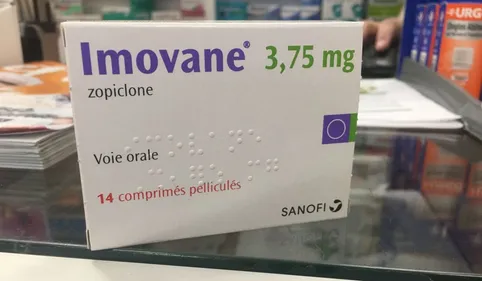 Imovane® 3,75 mg
zopiclone
Voie orale
14 comprimés pelliculés
SANOFI
URG